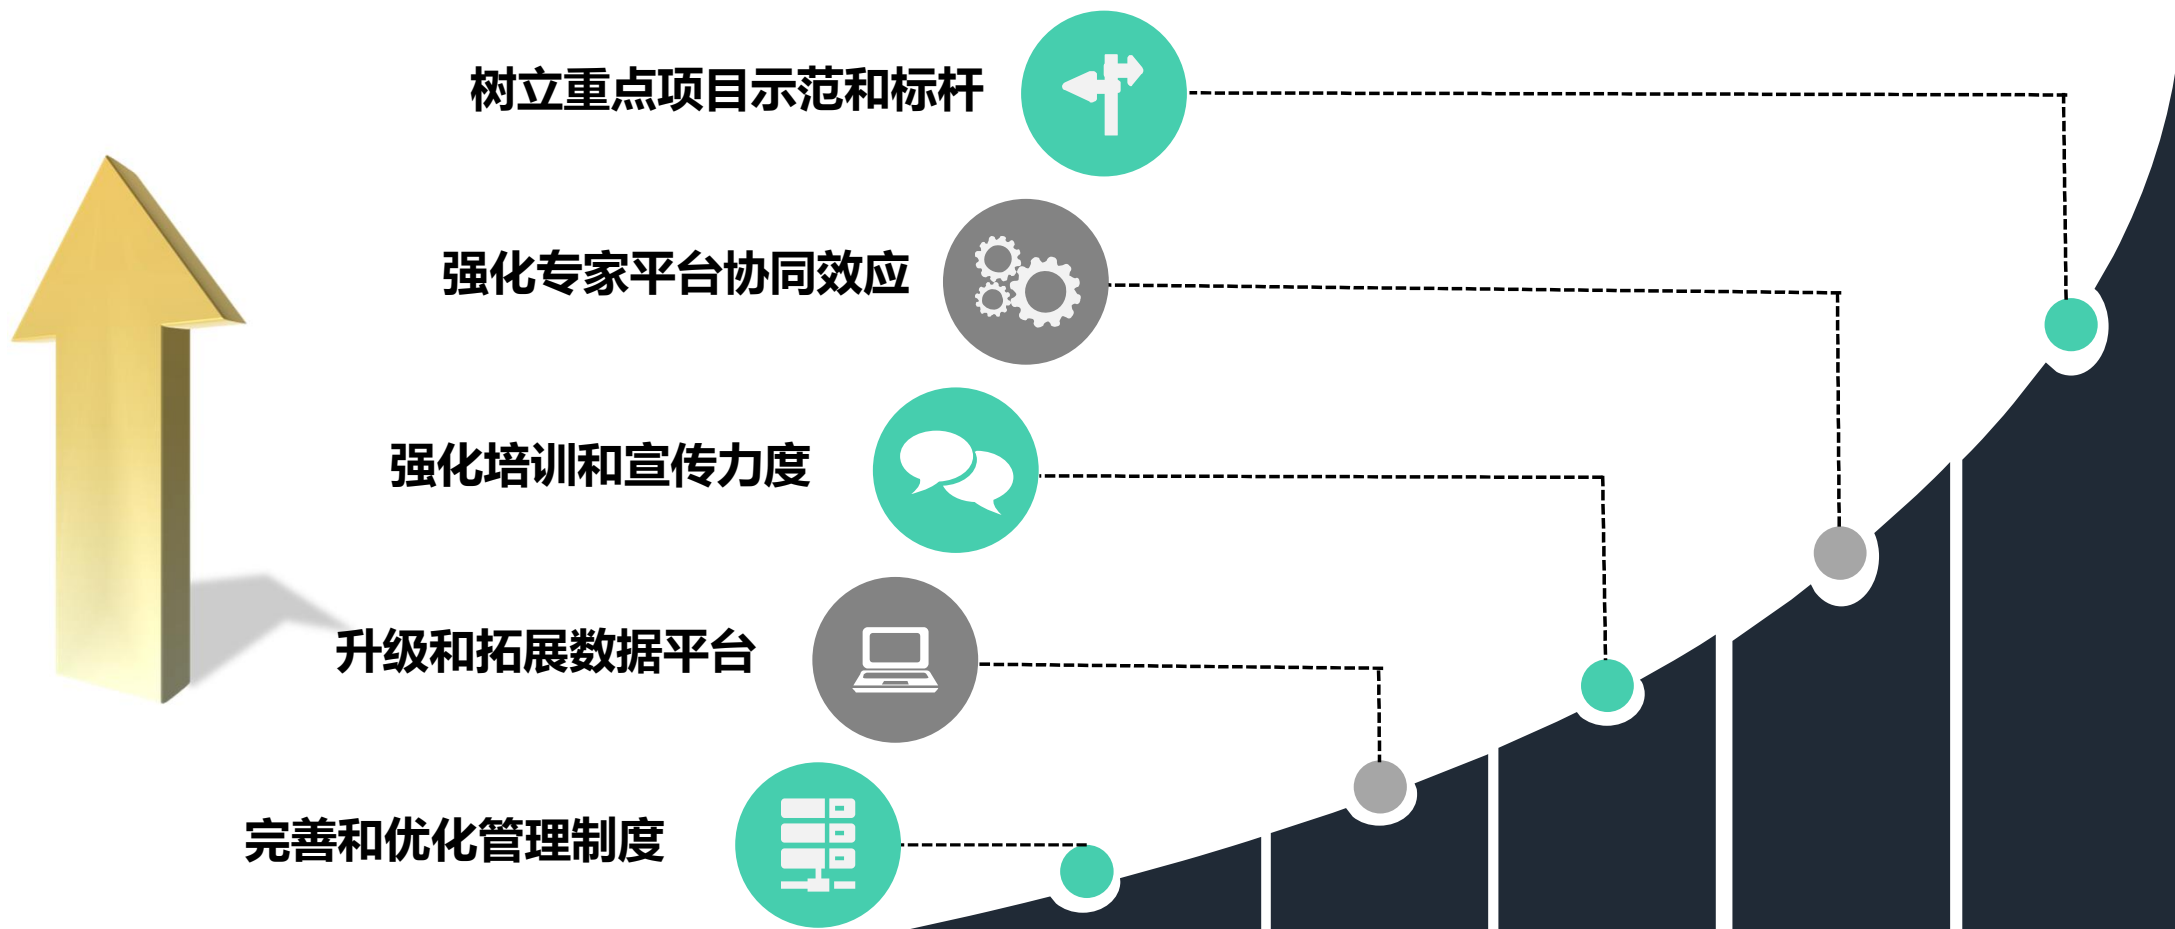 树立重点项目示范和标杆
强化专家平台协同效应
强化培训和宣传力度
升级和拓展数据平台
完善和优化管理制度